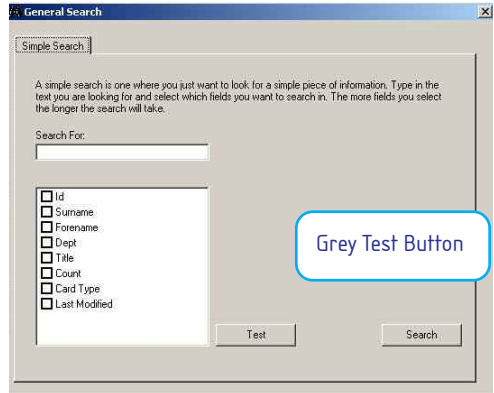 General Search
Simple Search
A simple search is one where you just want to look for a simple piece of information. Type in the
text you are looking for and select which fields you want to search in. The more fields you select
the longer the search will take.
Search For:
Id
Surname
Forename
Dept
Title
Count
Card Type
Last Modified
Grey Test Button
Test
Search